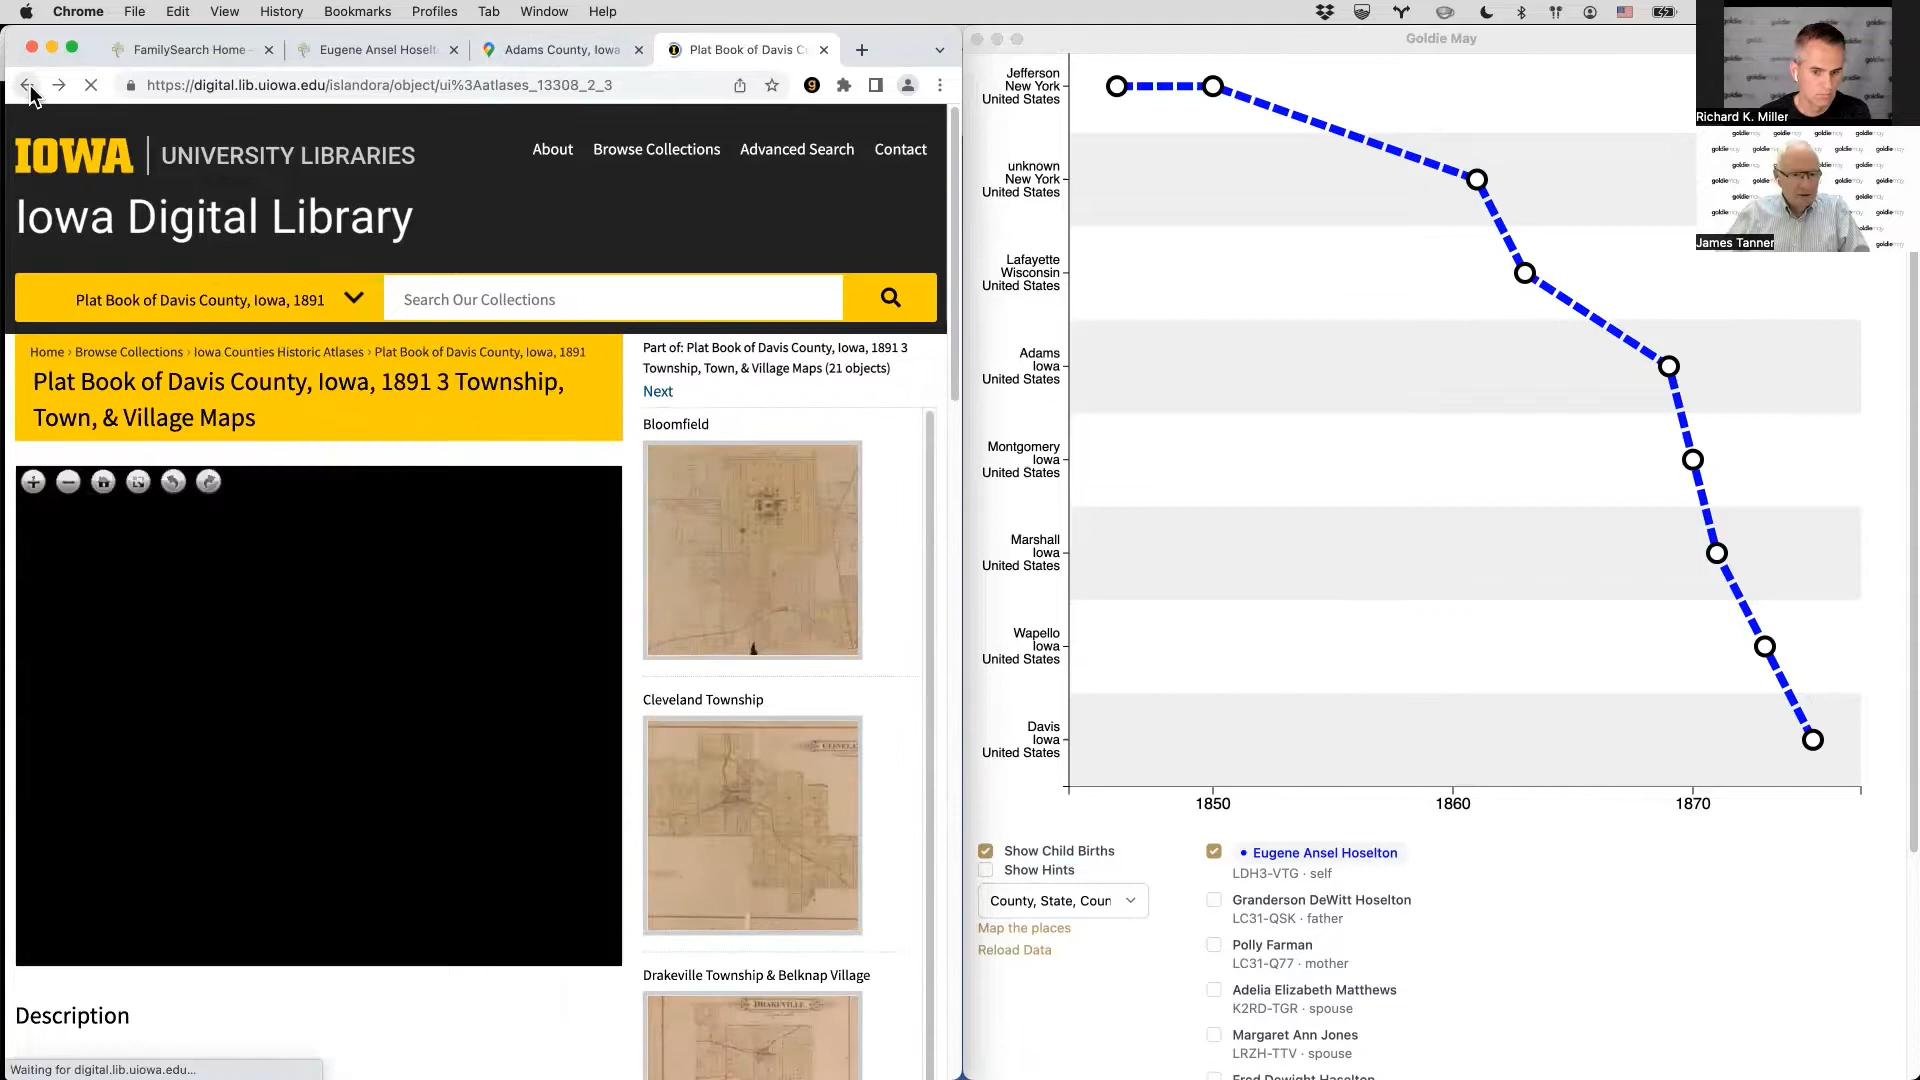 Chrome File Edit View History Bookmarks Profiles Tab Window Help
FamilySearch Home
Eugene Ansel Hoselt
Adams County, Iowa
Plat Book of Davis C
https://digital.lib.uiowa.edu/islandora/object/ui%3Aatlases_13308_2_3
IOWA UNIVERSITY LIBRARIES
About Browse Collections Advanced Search Contact
Iowa Digital Library
Plat Book of Davis County, Iowa, 1891
Search Our Collections
Home › Browse Collections › Iowa Counties Historic Atlases › Plat Book of Davis County, Iowa, 1891
Plat Book of Davis County, Iowa, 1891 3 Township,
Town, & Village Maps
Part of: Plat Book of Davis County, Iowa, 1891 3
Township, Town, & Village Maps (21 objects)
Next
Bloomfield
Cleveland Township
Drakeville Township & Belknap Village
DRAKEVILLE
Description
Waiting for digital.lib.uiowa.edu...
Goldie May
Jefferson
New York
United States
unknown
New York
United States
Lafayette
Wisconsin
United States
Adams
Iowa
United States
Montgomery
Iowa
United States
Marshall
Iowa
United States
Wapello
Iowa
United States
Davis
Iowa
United States
1850 1860 1870
Show Child Births
Show Hints
County, State, Coun
Map the places
Reload Data
Eugene Ansel Hoselton
LDH3-VTG · self
Granderson DeWitt Hoselton
LC31-QSK · father
Polly Farman
LC31-Q77 · mother
Adelia Elizabeth Matthews
K2RD-TGR · spouse
Margaret Ann Jones
LRZH-TTV · spouse
Fred Dewight Haselton
Richard K. Miller
goldiemay
James Tanner